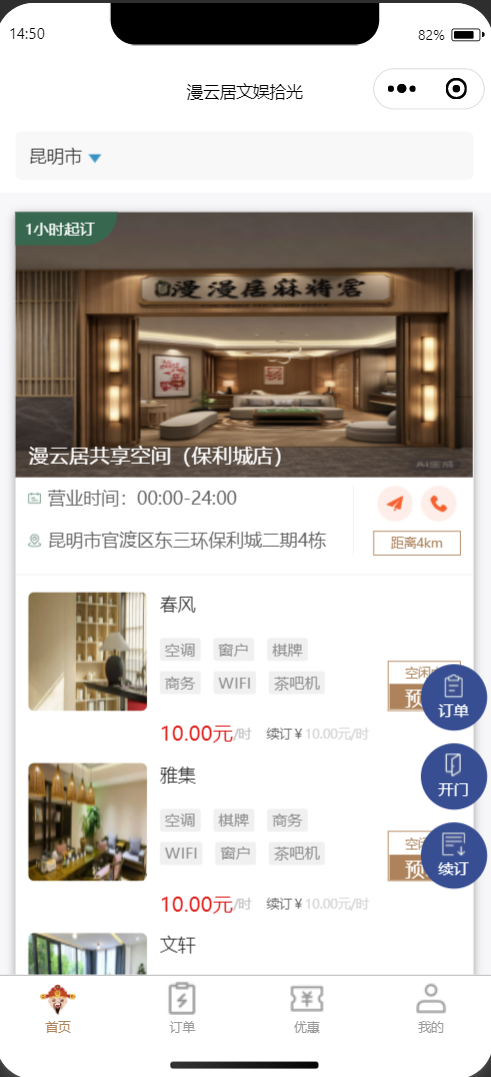 14:50
82%
漫云居文娱拾光
昆明市
1小时起订
漫漫居麻将客
漫云居共享空间（保利城店）
营业时间：00:00-24:00
昆明市官渡区东三环保利城二期4栋
距离4km
春风
空调 窗户 棋牌
商务 WIFI 茶吧机
空闲
预
10.00元/时 续订￥10.00元/时
订单
开门
雅集
空调 棋牌 商务
WIFI 窗户 茶吧机
空闲
预
10.00元/时 续订￥10.00元/时
续订
文轩
首页 订单 优惠 我的